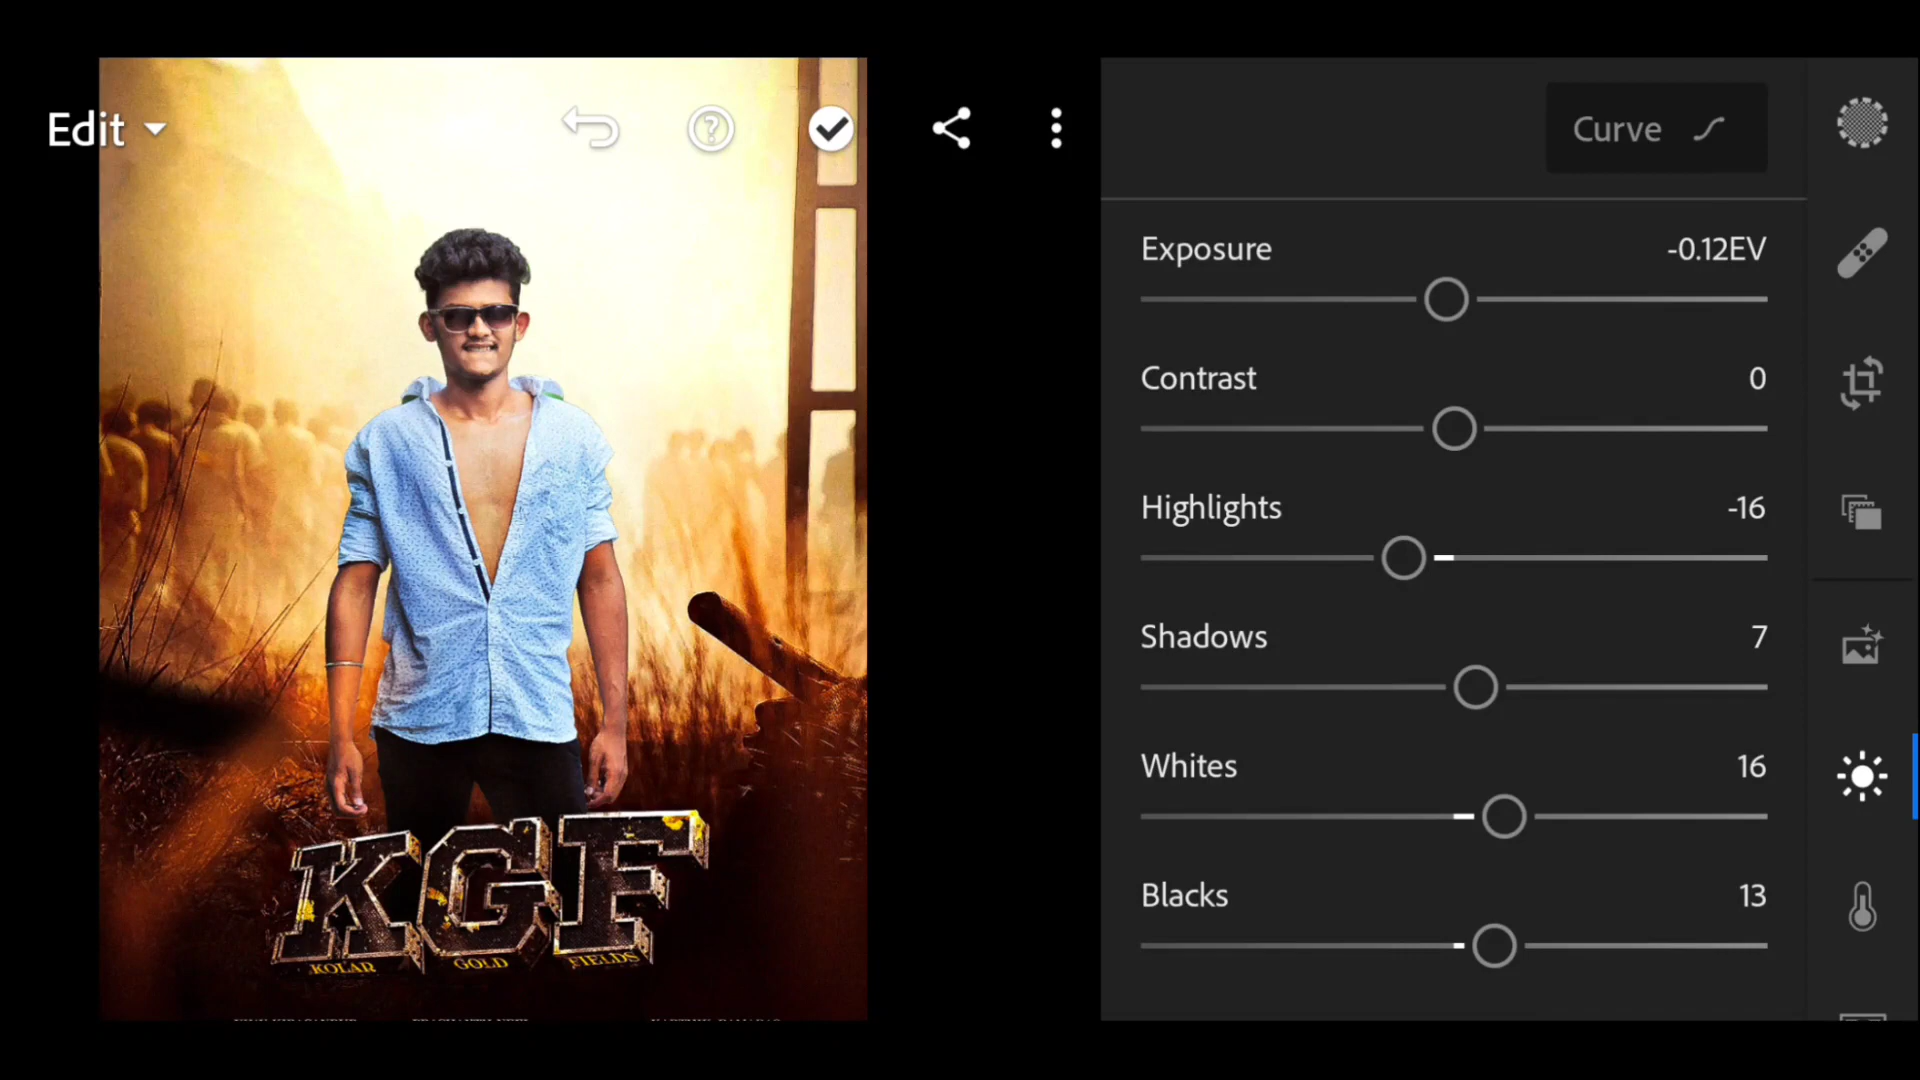 Edit
Curve
Exposure -0.12EV
Contrast 0
Highlights -16
Shadows 7
Whites 16
Blacks 13
KGF
KOLAR GOLD FIELDS